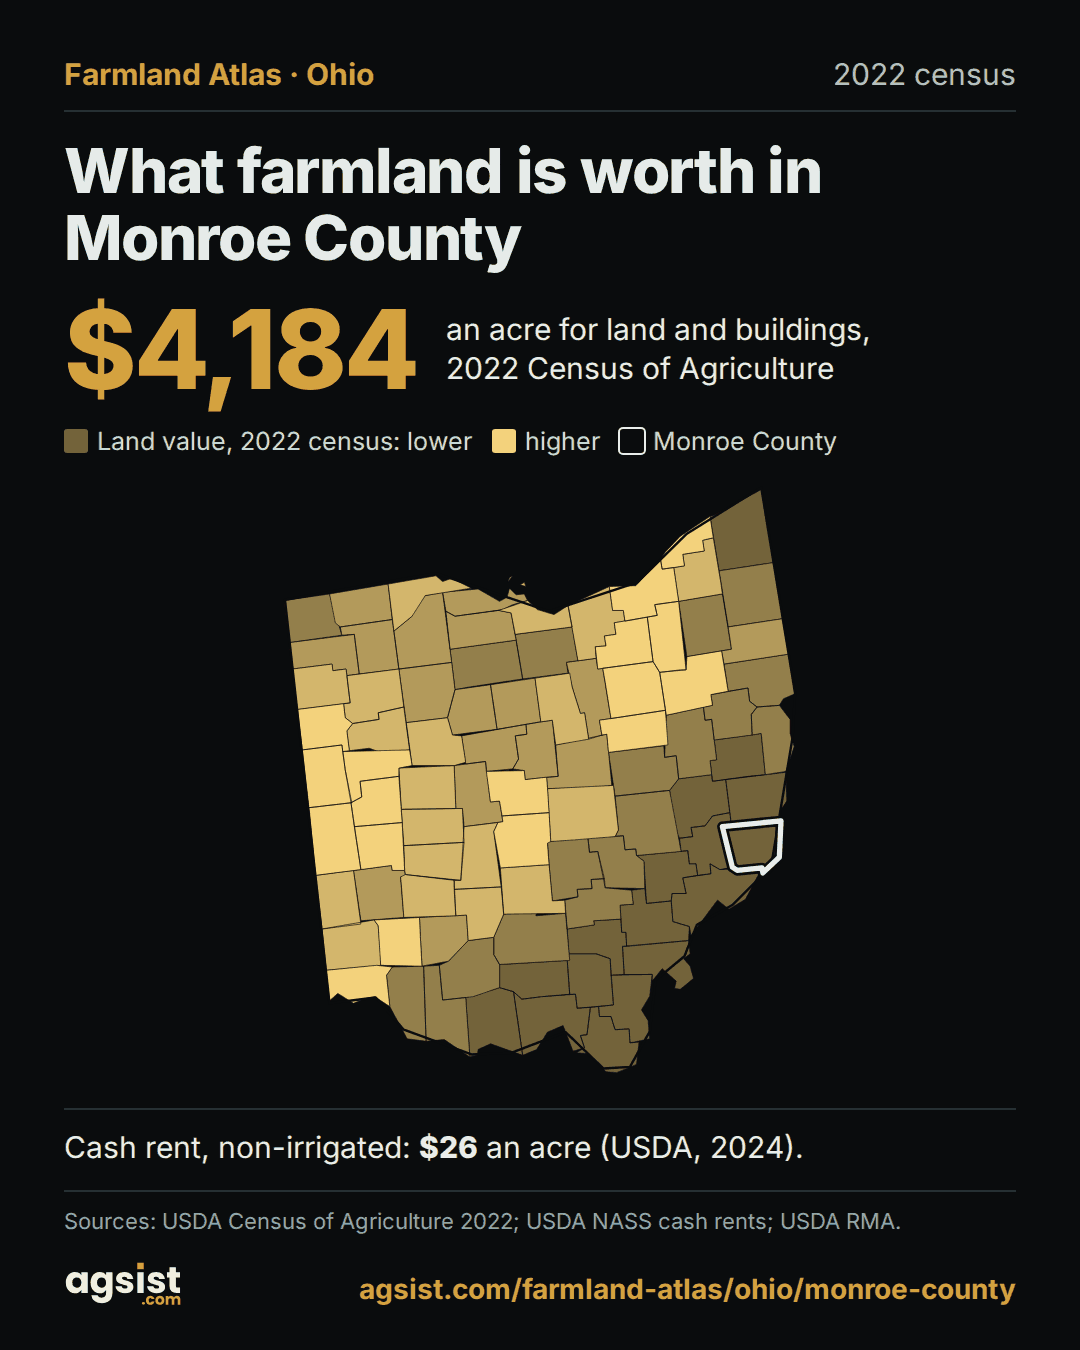 Farmland Atlas · Ohio
2022 census
What farmland is worth in
Monroe County
$4,184
an acre for land and buildings,
2022 Census of Agriculture
Land value, 2022 census: lower
higher
Monroe County
Cash rent, non-irrigated: $26 an acre (USDA, 2024).
Sources: USDA Census of Agriculture 2022; USDA NASS cash rents; USDA RMA.
agsist
.com
agsist.com/farmland-atlas/ohio/monroe-county